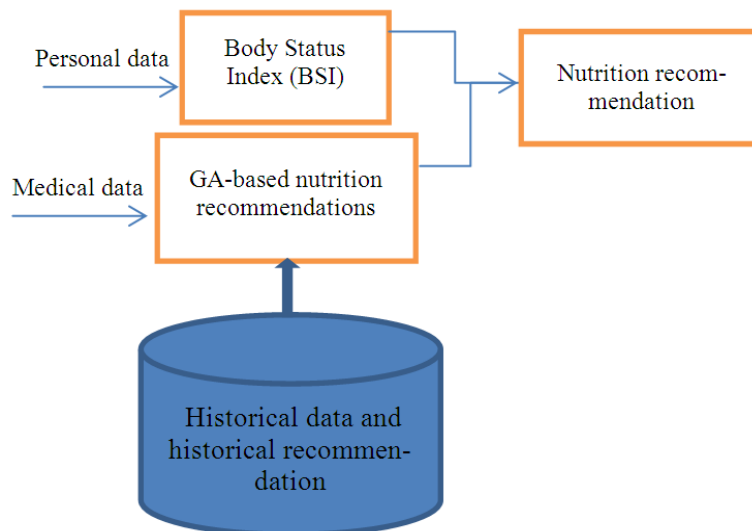 Personal data
Body Status
Index (BSI)
Nutrition recom-
mendation
Medical data
GA-based nutrition
recommendations
Historical data and
historical recommen-
dation